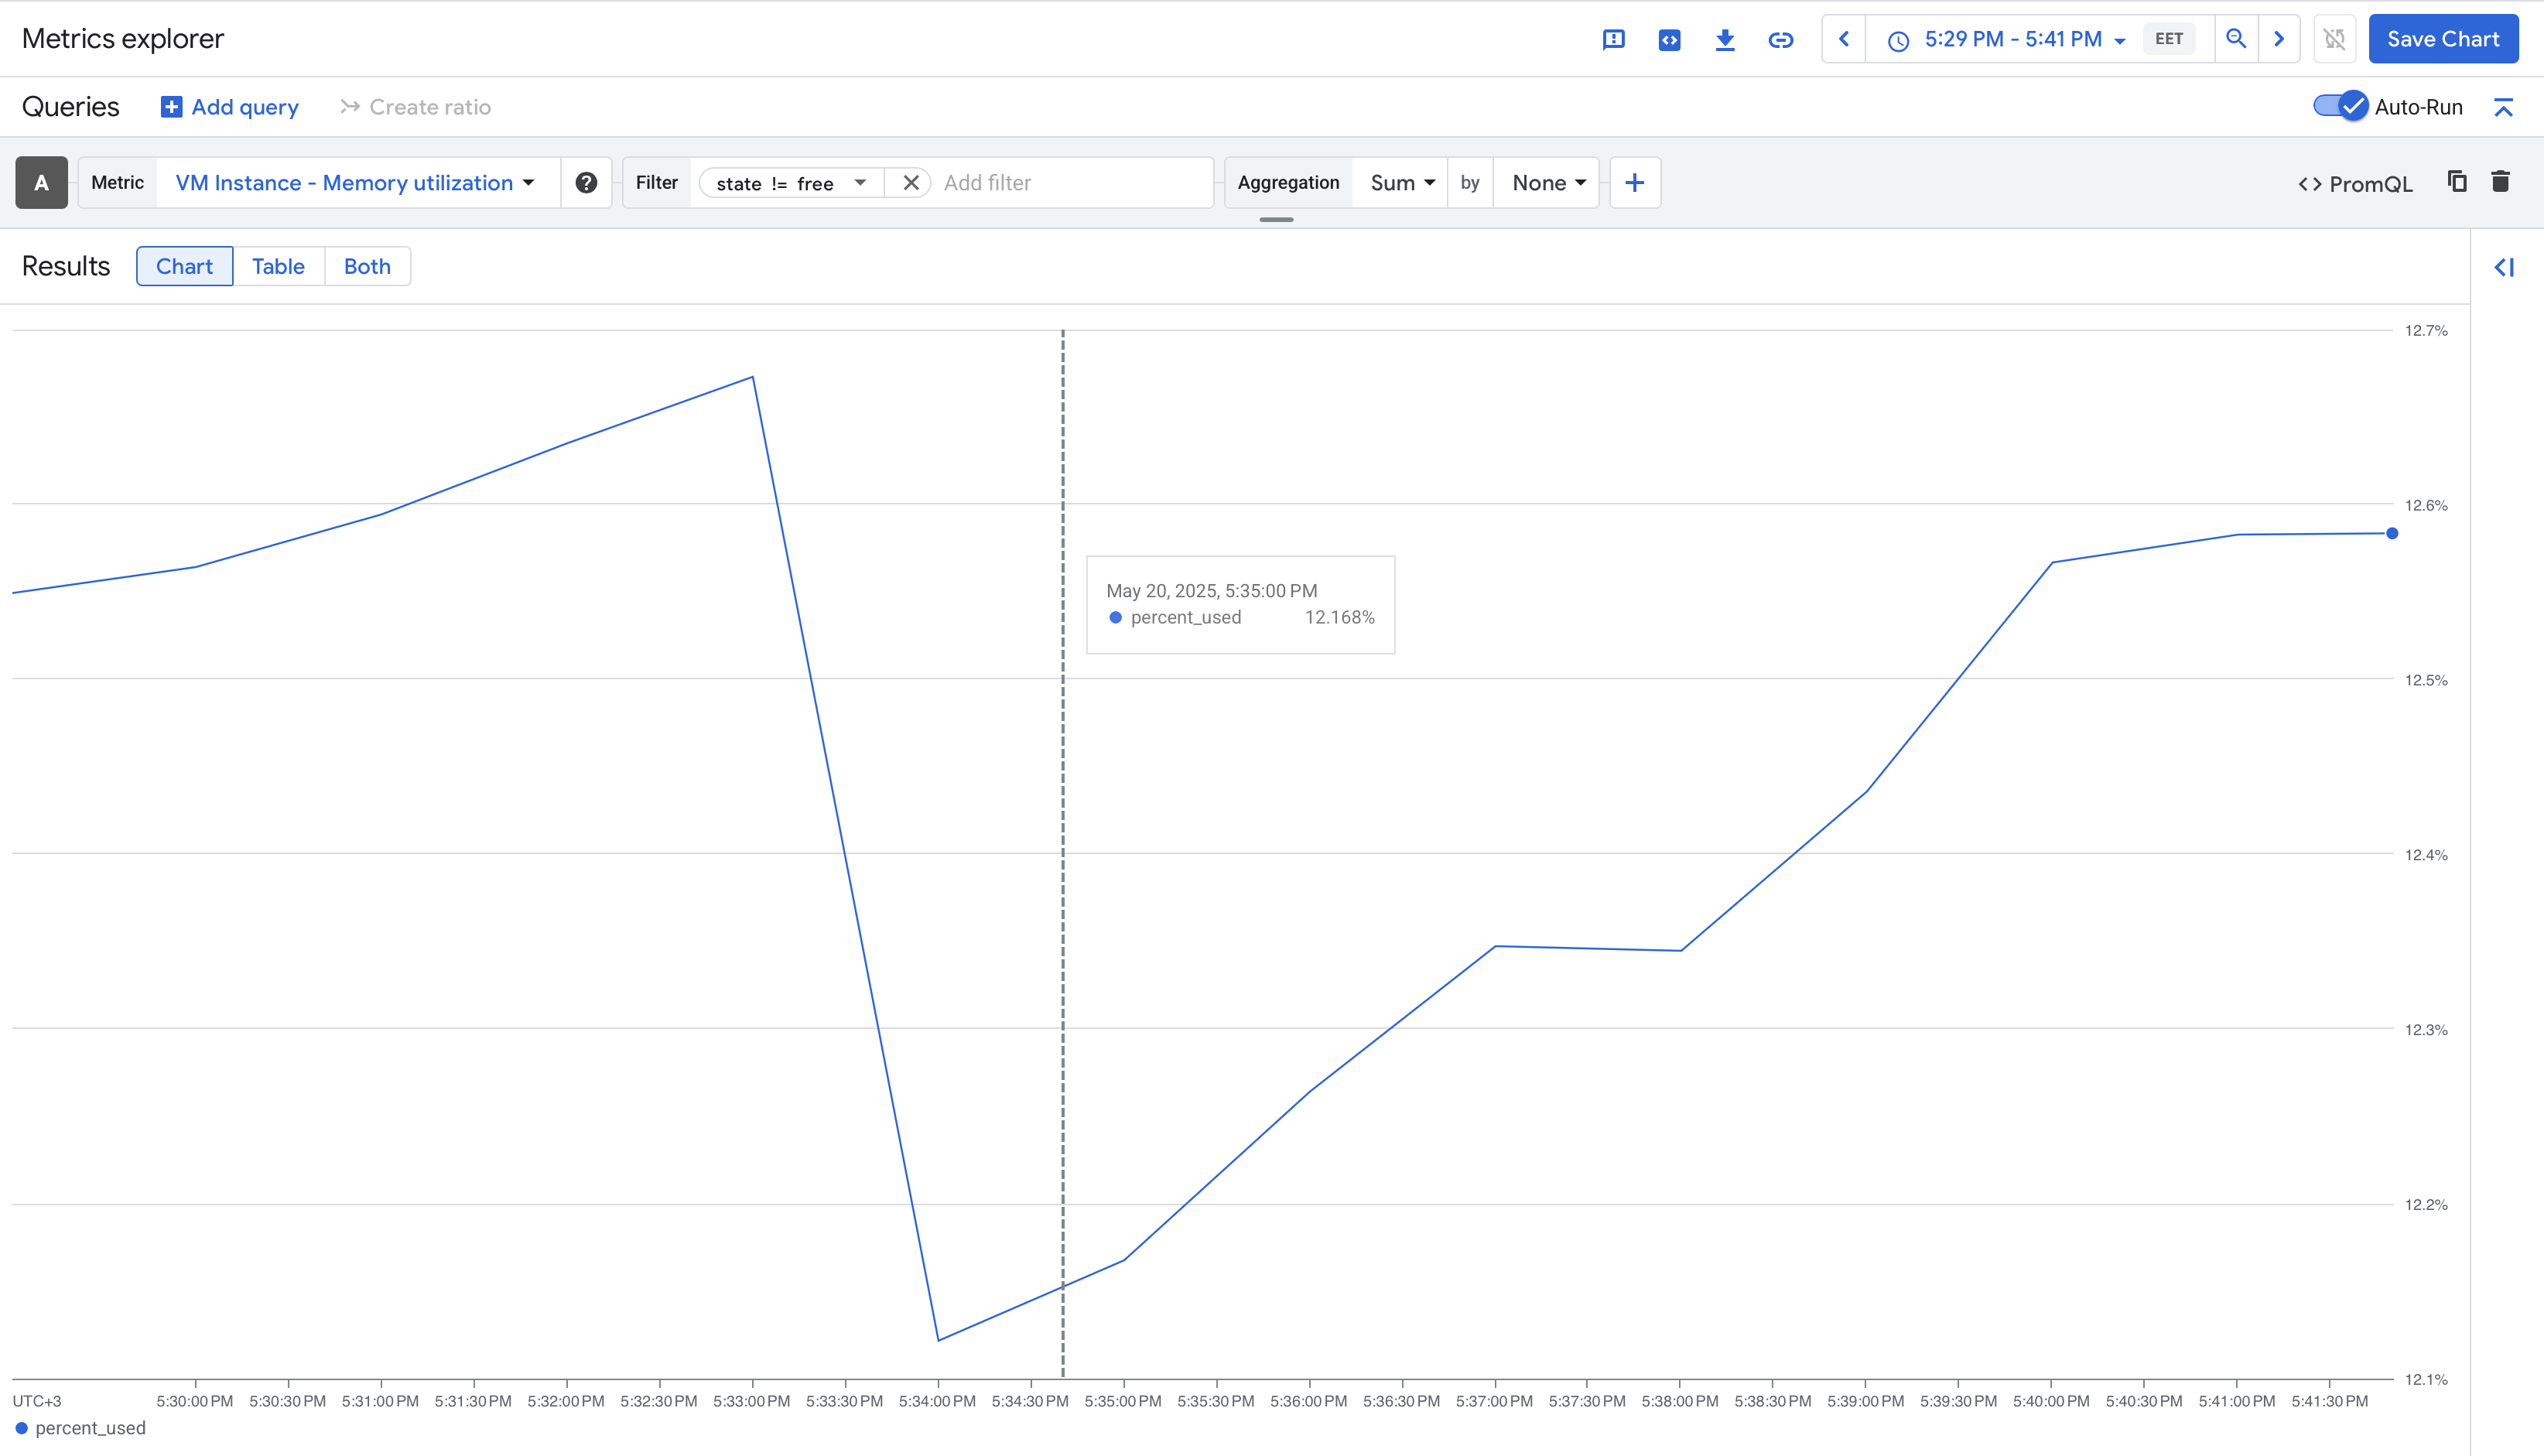 Metrics explorer
5:29 PM - 5:41 PM EET Save Chart
Queries Add query Create ratio Auto-Run
A Metric VM Instance - Memory utilization Filter state != free Add filter Aggregation Sum by None PromQL
Results Chart Table Both
12.7%
12.6%
May 20, 2025, 5:35:00 PM
percent_used 12.168%
12.5%
12.4%
12.3%
12.2%
12.1%
UTC+3 5:30:00 PM 5:30:30 PM 5:31:00 PM 5:31:30 PM 5:32:00 PM 5:32:30 PM 5:33:00 PM 5:33:30 PM 5:34:00 PM 5:34:30 PM 5:35:00 PM 5:35:30 PM 5:36:00 PM 5:36:30 PM 5:37:00 PM 5:37:30 PM 5:38:00 PM 5:38:30 PM 5:39:00 PM 5:39:30 PM 5:40:00 PM 5:40:30 PM 5:41:00 PM 5:41:30 PM
percent_used